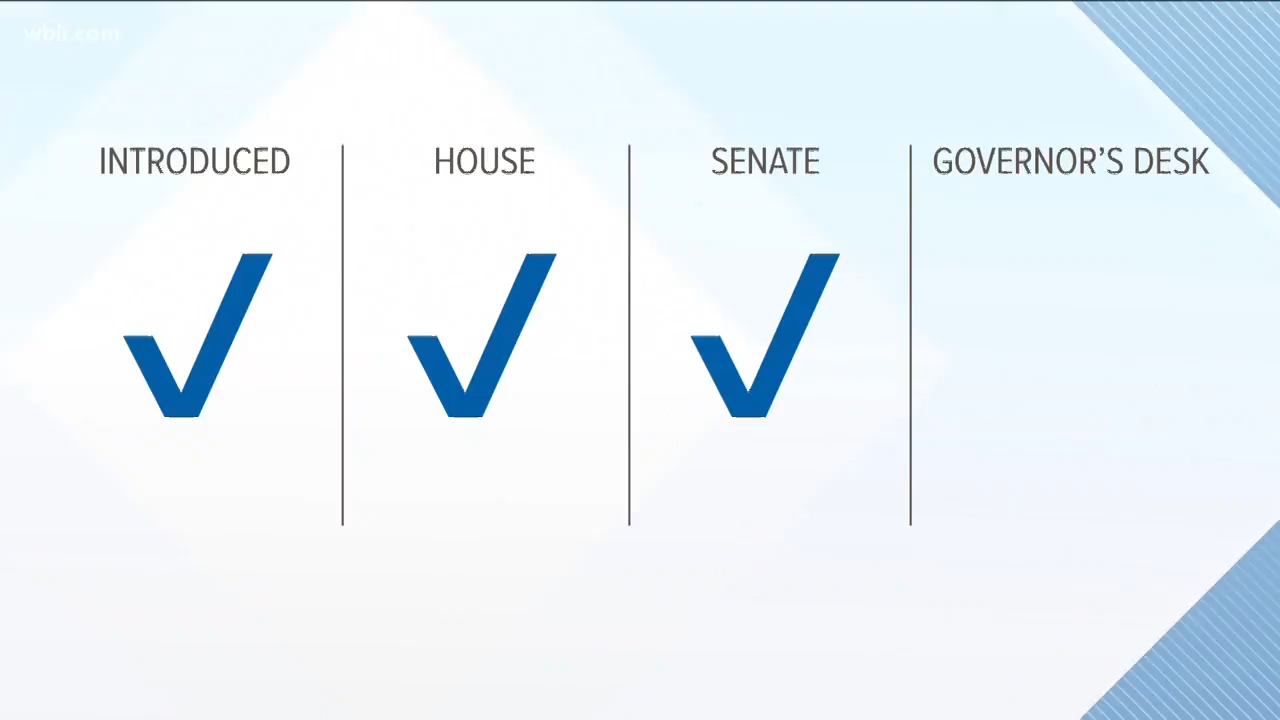 wbir.com
INTRODUCED
HOUSE
SENATE
GOVERNOR'S DESK